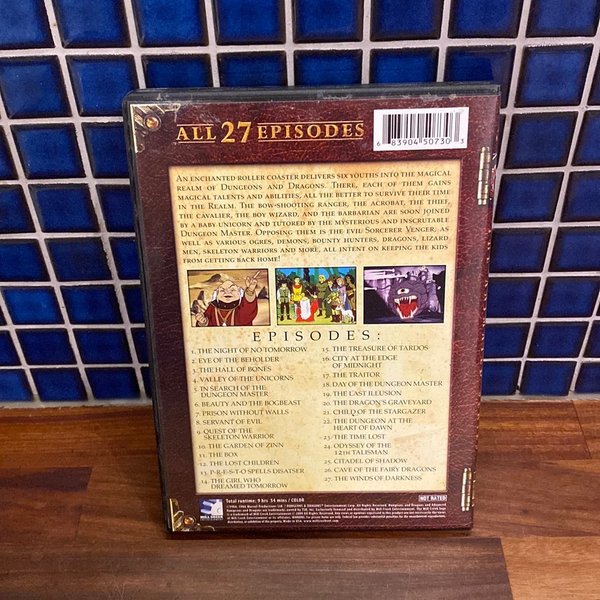 ALL 27 EPISODES
6 83904 50730 3
AN ENCHANTED ROLLER COASTER DELIVERS SIX YOUTHS INTO THE MAGICAL
REALM OF DUNGEONS AND DRAGONS. THERE, EACH OF THEM GAINS
MAGICAL TALENTS AND ABILITIES, ALL THE BETTER TO SURVIVE THEIR TIME
IN THE REALM. THE BOW-SHOOTING RANGER, THE ACROBAT, THE THIEF,
THE CAVALIER, THE BOY WIZARD, AND THE BARBARIAN ARE SOON JOINED
BY A BABY UNICORN AND TUTORED BY THE MYSTERIOUS AND INSCRUTABLE
DUNGEON MASTER. OPPOSING THEM IS THE EVIL SORCERER VENGER, AS
WELL AS VARIOUS OGRES, DEMONS, BOUNTY HUNTERS, DRAGONS, LIZARD
MEN, SKELETON WARRIORS AND MORE, ALL INTENT ON KEEPING THE KIDS
FROM GETTING BACK HOME!
EPISODES:
1. THE NIGHT OF NO TOMORROW
2. EYE OF THE BEHOLDER
3. THE HALL OF BONES
4. VALLEY OF THE UNICORNS
5. IN SEARCH OF THE
DUNGEON MASTER
6. BEAUTY AND THE BOGBEAST
7. PRISON WITHOUT WALLS
8. SERVANT OF EVIL
9. QUEST OF THE
SKELETON WARRIOR
10. THE GARDEN OF ZINN
11. THE BOX
12. THE LOST CHILDREN
13. P-R-E-S-T-O SPELLS DISATSER
14. THE GIRL WHO
DREAMED TOMORROW
15. THE TREASURE OF TARDOS
16. CITY AT THE EDGE
OF MIDNIGHT
17. THE TRAITOR
18. DAY OF THE DUNGEON MASTER
19. THE LAST ILLUSION
20. THE DRAGON'S GRAVEYARD
21. CHILD OF THE STARGAZER
22. THE DUNGEON AT THE
HEART OF DAWN
23. THE TIME LOST
24. ODYSSEY OF THE
12TH TALISMAN
25. CITADEL OF SHADOW
26. CAVE OF THE FAIRY DRAGONS
27. THE WINDS OF DARKNESS
Total runtime: 9 hrs 54 mins / COLOR
NOT RATED
MILL CREEK